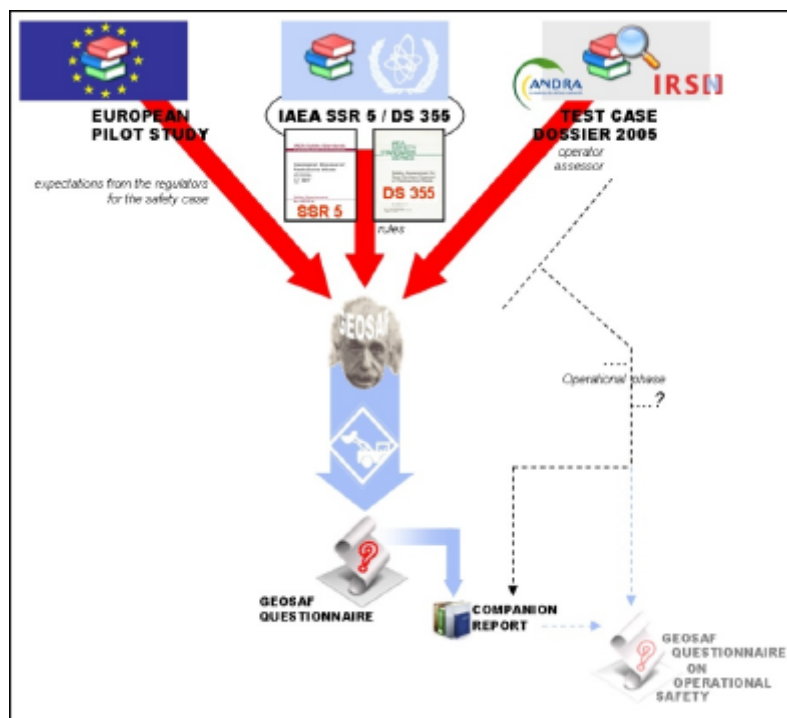 ANDRA
IRSN
EUROPEAN
PILOT STUDY
IAEA SSR 5 / DS 355
TEST CASE
DOSSIER 2005
operator
assessor
expectations from the regulators
for the safety case
SSR 5
DS 355
rules
GEOSAF
Operational phase
....?
GEOSAF
QUESTIONNAIRE
COMPANION
REPORT
GEOSAF
QUESTIONNAIRE
ON
OPERATIONAL
SAFETY